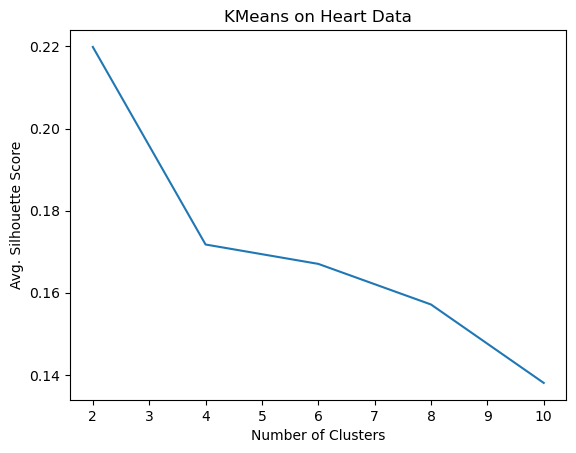 KMeans on Heart Data
Avg. Silhouette Score
0.22
0.20
0.18
0.16
0.14
2 3 4 5 6 7 8 9 10
Number of Clusters